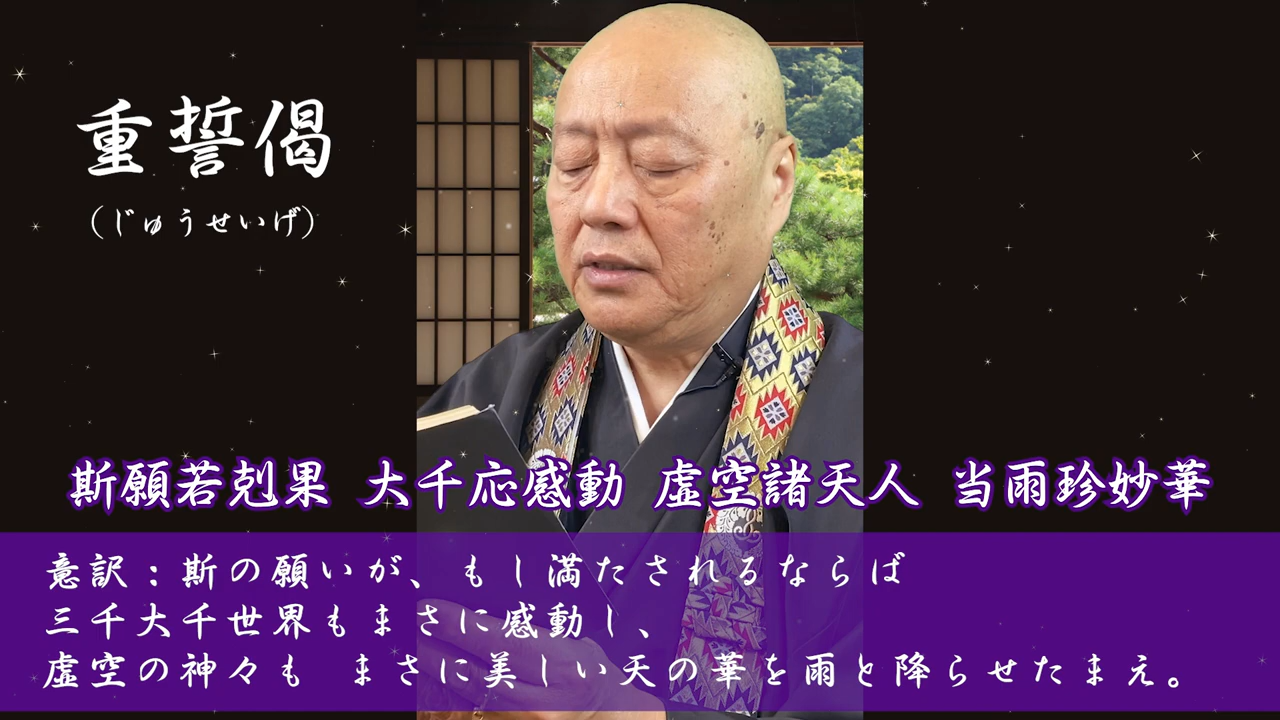 重誓偈
（じゅうせいげ）
斯願若剋果 大千応感動 虚空諸天人 当雨珍妙華
意訳：斯の願いが、もし満たされるならば
三千大千世界もまさに感動し、
虚空の神々も まさに美しい天の華を雨と降らせたまえ。